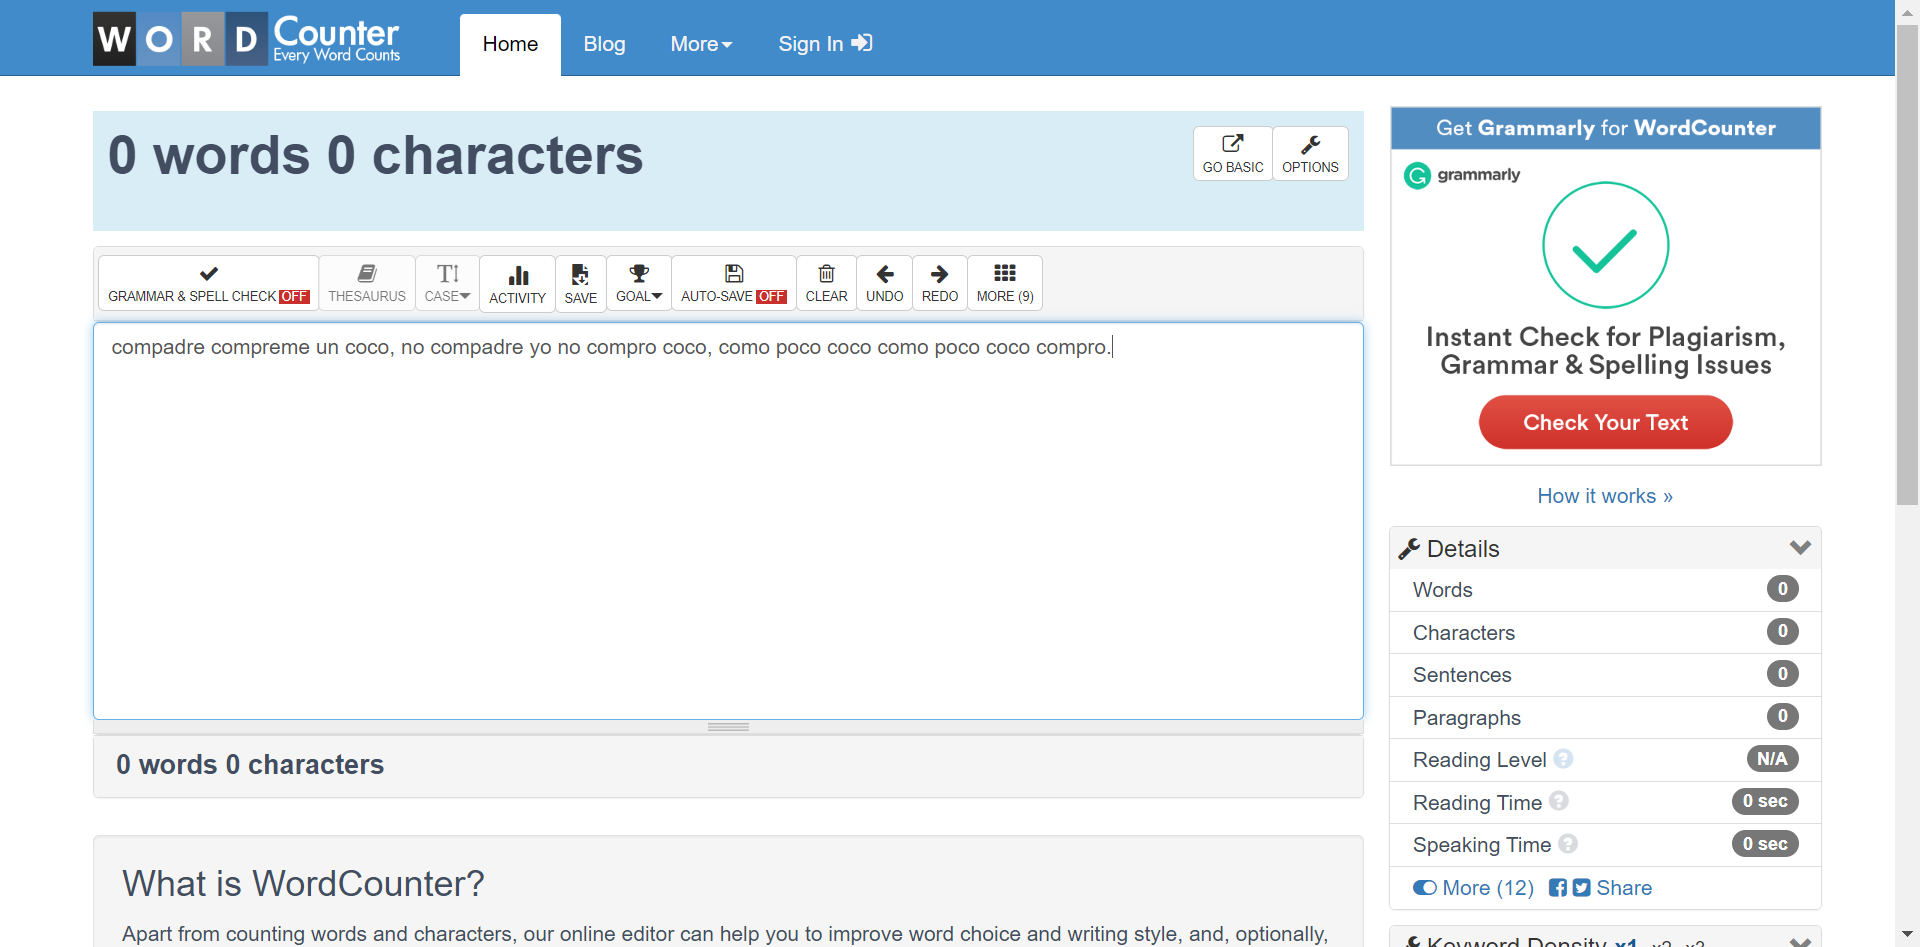 WORD Counter
Every Word Counts
Home
Blog
More
Sign In
0 words 0 characters
GO BASIC
OPTIONS
GRAMMAR & SPELL CHECK OFF
THESAURUS
CASE
ACTIVITY
SAVE
GOAL
AUTO-SAVE OFF
CLEAR
UNDO
REDO
MORE (9)
compadre compreme un coco, no compadre yo no compro coco, como poco coco como poco coco compro.
0 words 0 characters
What is WordCounter?
Apart from counting words and characters, our online editor can help you to improve word choice and writing style, and, optionally,
Get Grammarly for WordCounter
grammarly
Instant Check for Plagiarism,
Grammar & Spelling Issues
Check Your Text
How it works »
Details
Words 0
Characters 0
Sentences 0
Paragraphs 0
Reading Level ? N/A
Reading Time ? 0 sec
Speaking Time ? 0 sec
More (12) Share
Keyword Density x1 x2 x3